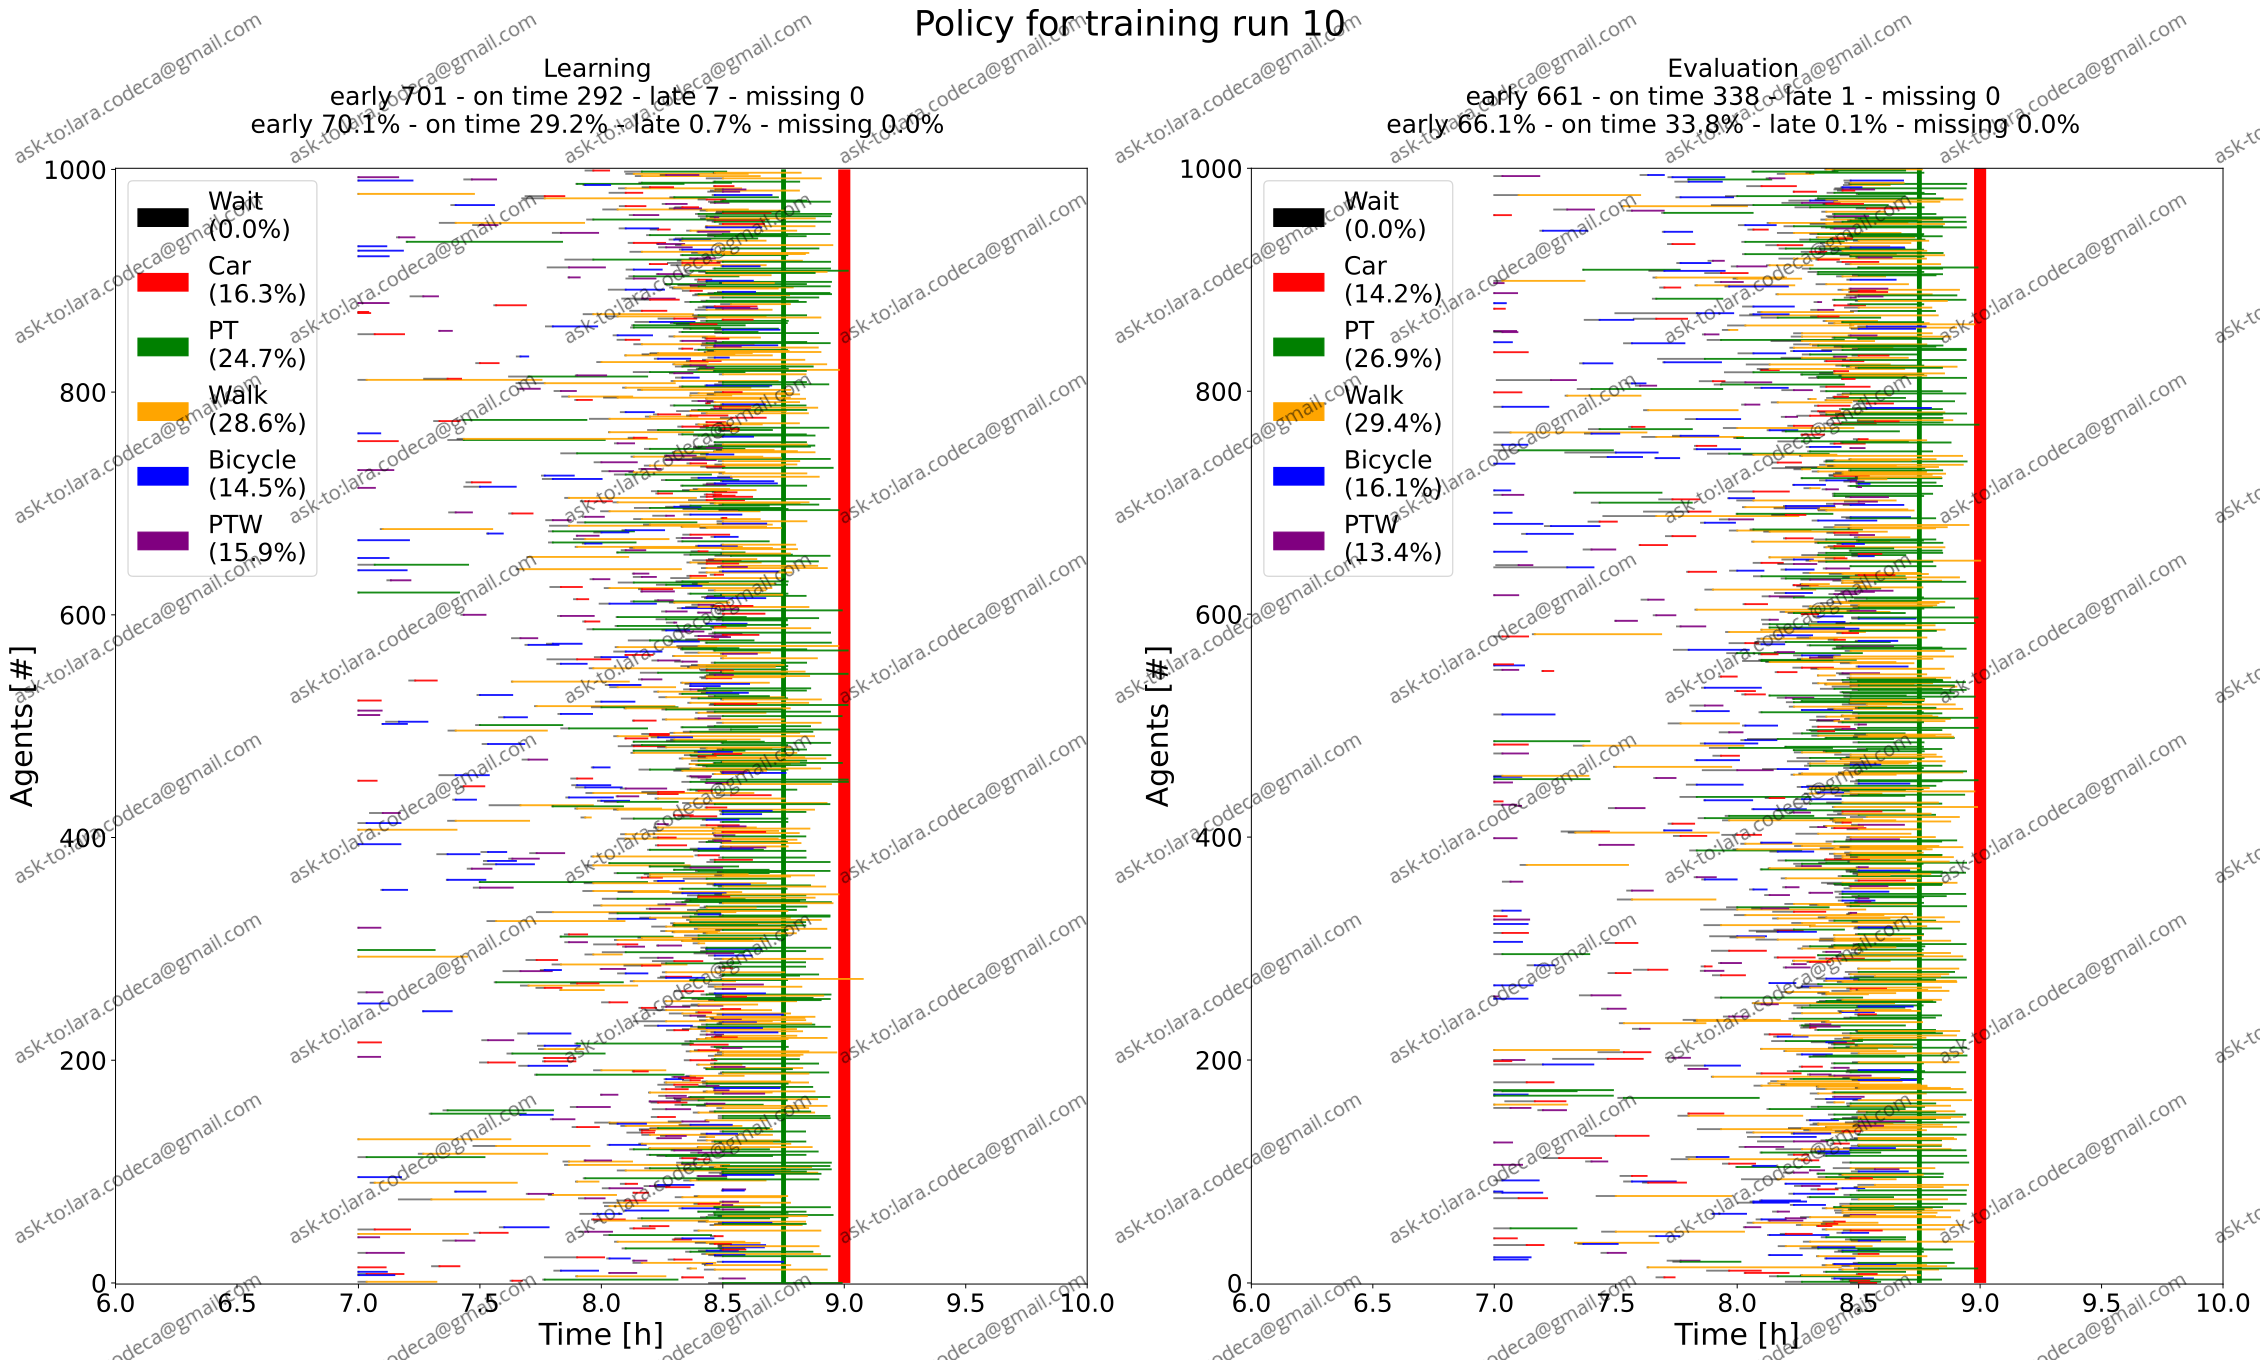 Policy for training run 10
Learning
early 701 - on time 292 - late 7 - missing 0
early 70.1% - on time 29.2% - late 0.7% - missing 0.0%
Agents [#]
1000
800
600
400
200
0
Wait
(0.0%)
Car
(16.3%)
PT
(24.7%)
Walk
(28.6%)
Bicycle
(14.5%)
PTW
(15.9%)
6.0 6.5 7.0 7.5 8.0 8.5 9.0 9.5 10.0
Time [h]
Evaluation
early 661 - on time 338 - late 1 - missing 0
early 66.1% - on time 33.8% - late 0.1% - missing 0.0%
Agents [#]
1000
800
600
400
200
0
Wait
(0.0%)
Car
(14.2%)
PT
(26.9%)
Walk
(29.4%)
Bicycle
(16.1%)
PTW
(13.4%)
6.0 6.5 7.0 7.5 8.0 8.5 9.0 9.5 10.0
Time [h]
ask-to:lara.codeca@gmail.com